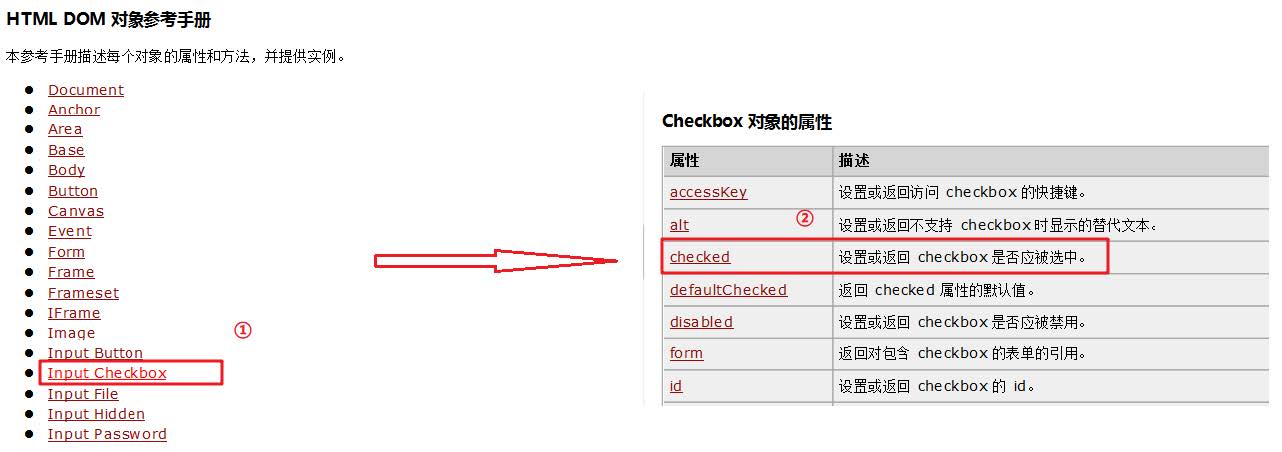 HTML DOM 对象参考手册
本参考手册描述每个对象的属性和方法，并提供实例。
Document
Anchor
Area
Base
Body
Button
Canvas
Event
Form
Frame
Frameset
IFrame
Image
①
Input Button
Input Checkbox
Input File
Input Hidden
Input Password
Checkbox 对象的属性
属性 描述
accessKey 设置或返回访问 checkbox 的快捷键。
②
alt 设置或返回不支持 checkbox 时显示的替代文本。
checked 设置或返回 checkbox 是否应被选中。
defaultChecked 返回 checked 属性的默认值。
disabled 设置或返回 checkbox 是否应被禁用。
form 返回对包含 checkbox 的表单的引用。
id 设置或返回 checkbox 的 id。